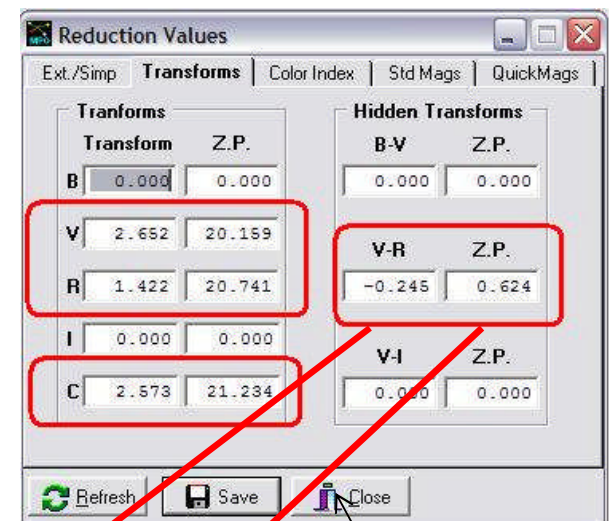 Reduction Values
Ext./Simp Transforms Color Index Std Mags QuickMags
Tranforms
Transform Z.P.
B 0.000 0.000
V 2.652 20.159
R 1.422 20.741
I 0.000 0.000
C 2.573 21.234
Hidden Transforms
B-V Z.P.
0.000 0.000
V-R Z.P.
-0.245 0.624
V-I Z.P.
0.000 0.000
Refresh Save Close